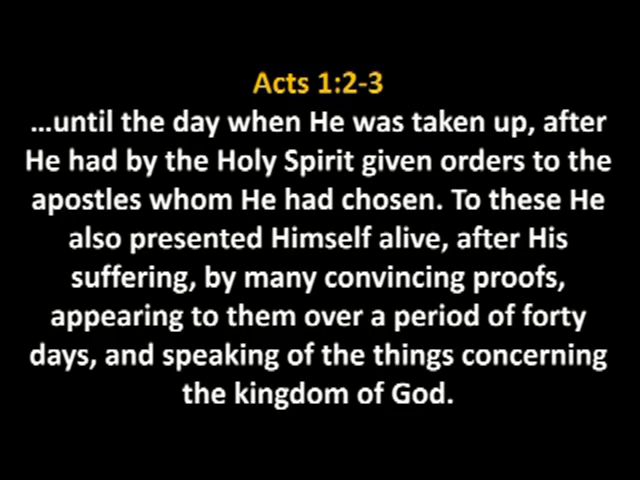 Acts 1:2-3
…until the day when He was taken up, after
He had by the Holy Spirit given orders to the
apostles whom He had chosen. To these He
also presented Himself alive, after His
suffering, by many convincing proofs,
appearing to them over a period of forty
days, and speaking of the things concerning
the kingdom of God.